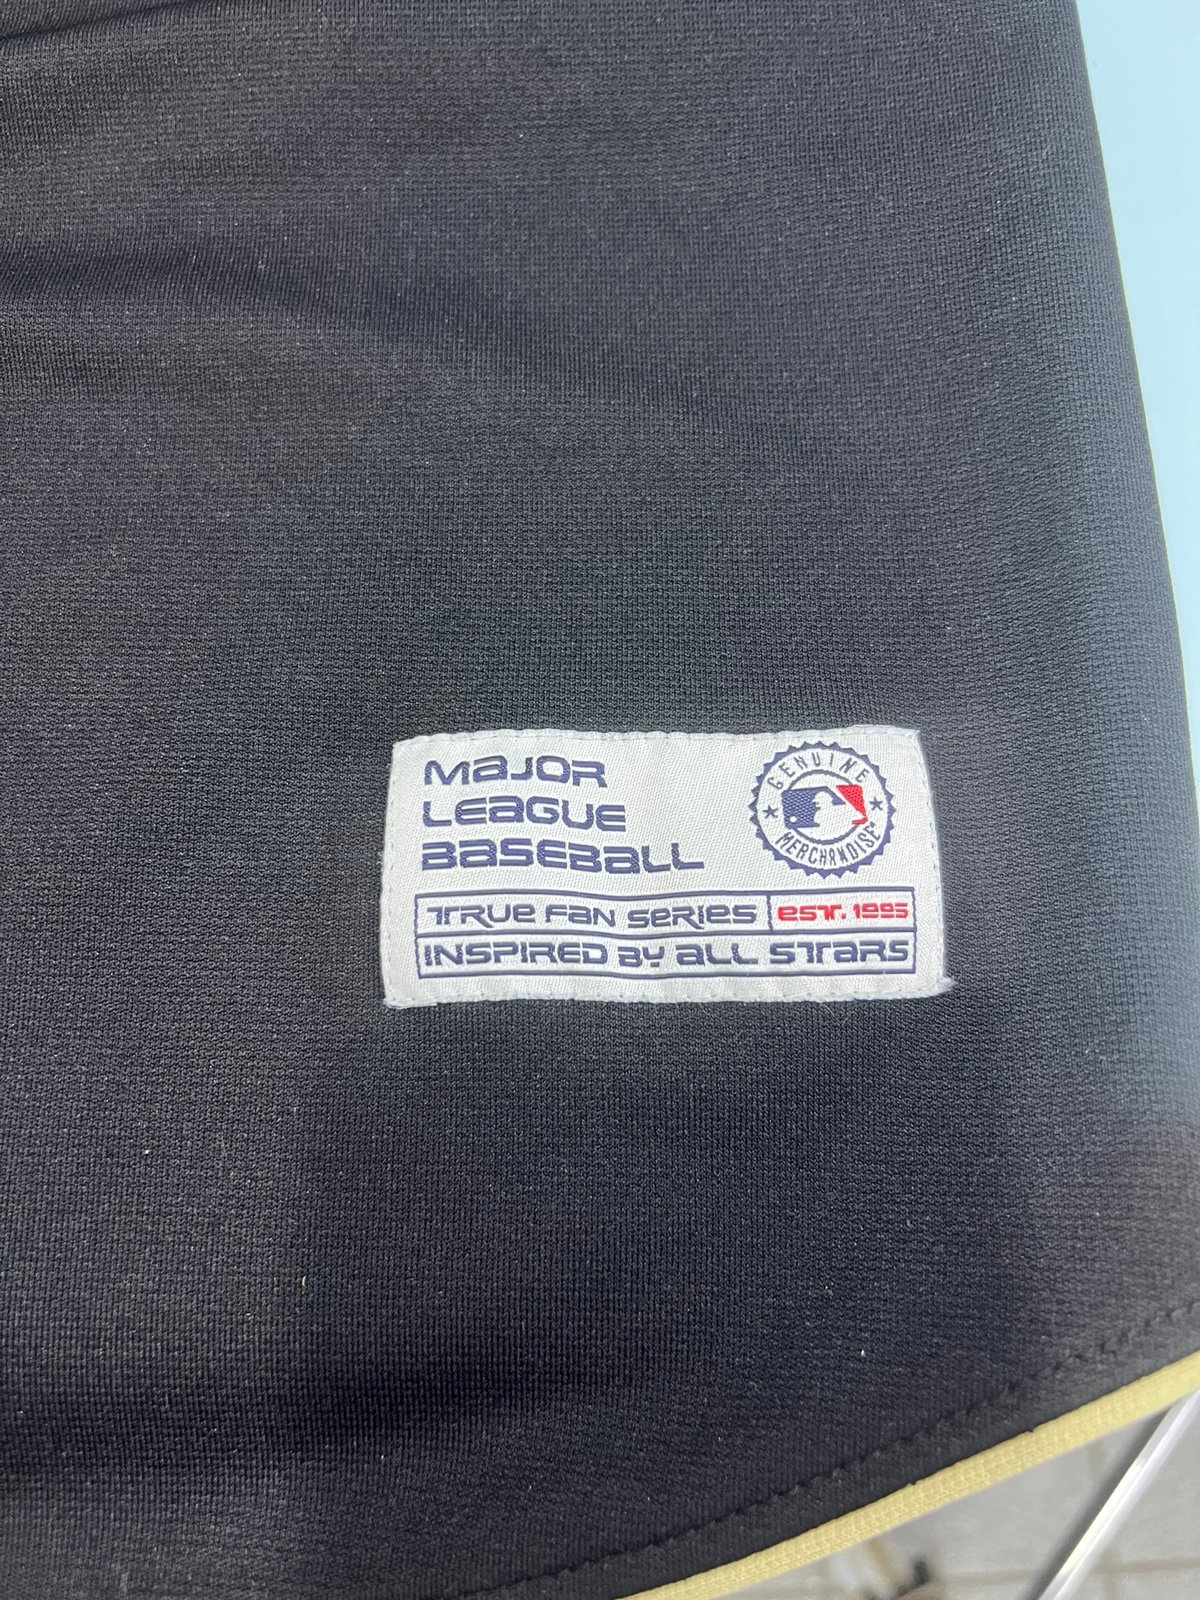 MAJOR
LEAGUE
BASEBALL
GENUINE
MERCHANDISE
TRUE FAN SERIES EST. 1995
INSPIRED BY ALL STARS